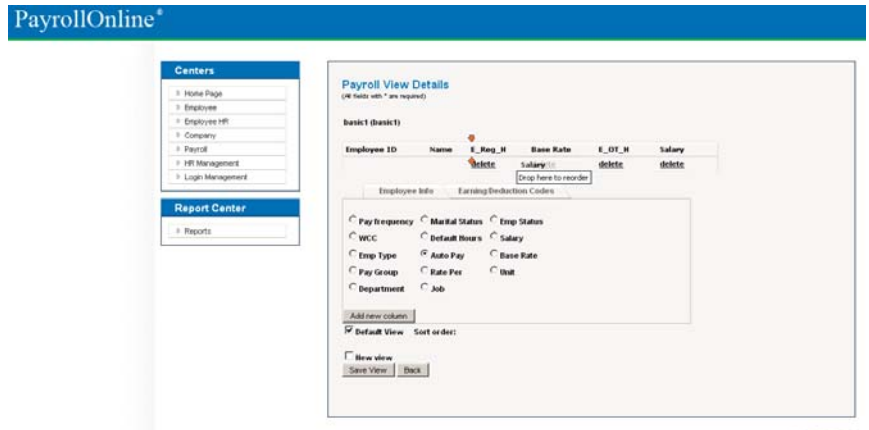 PayrollOnline®
Centers
Home Page
Employee
Employee HR
Company
Payroll
HR Management
Login Management
Report Center
Reports
Payroll View Details
(All fields with * are required)
basic1 (basic1)
Employee ID Name E_Reg_H Base Rate E_OT_H Salary
delete Salary delete delete
Drop here to reorder
Employee Info Earning/Deduction Codes
Pay frequency Marital Status Emp Status
WCC Default Hours Salary
Emp Type Auto Pay Base Rate
Pay Group Rate Per Unit
Department Job
Add new column
Default View Sort order:
New view
Save View Back